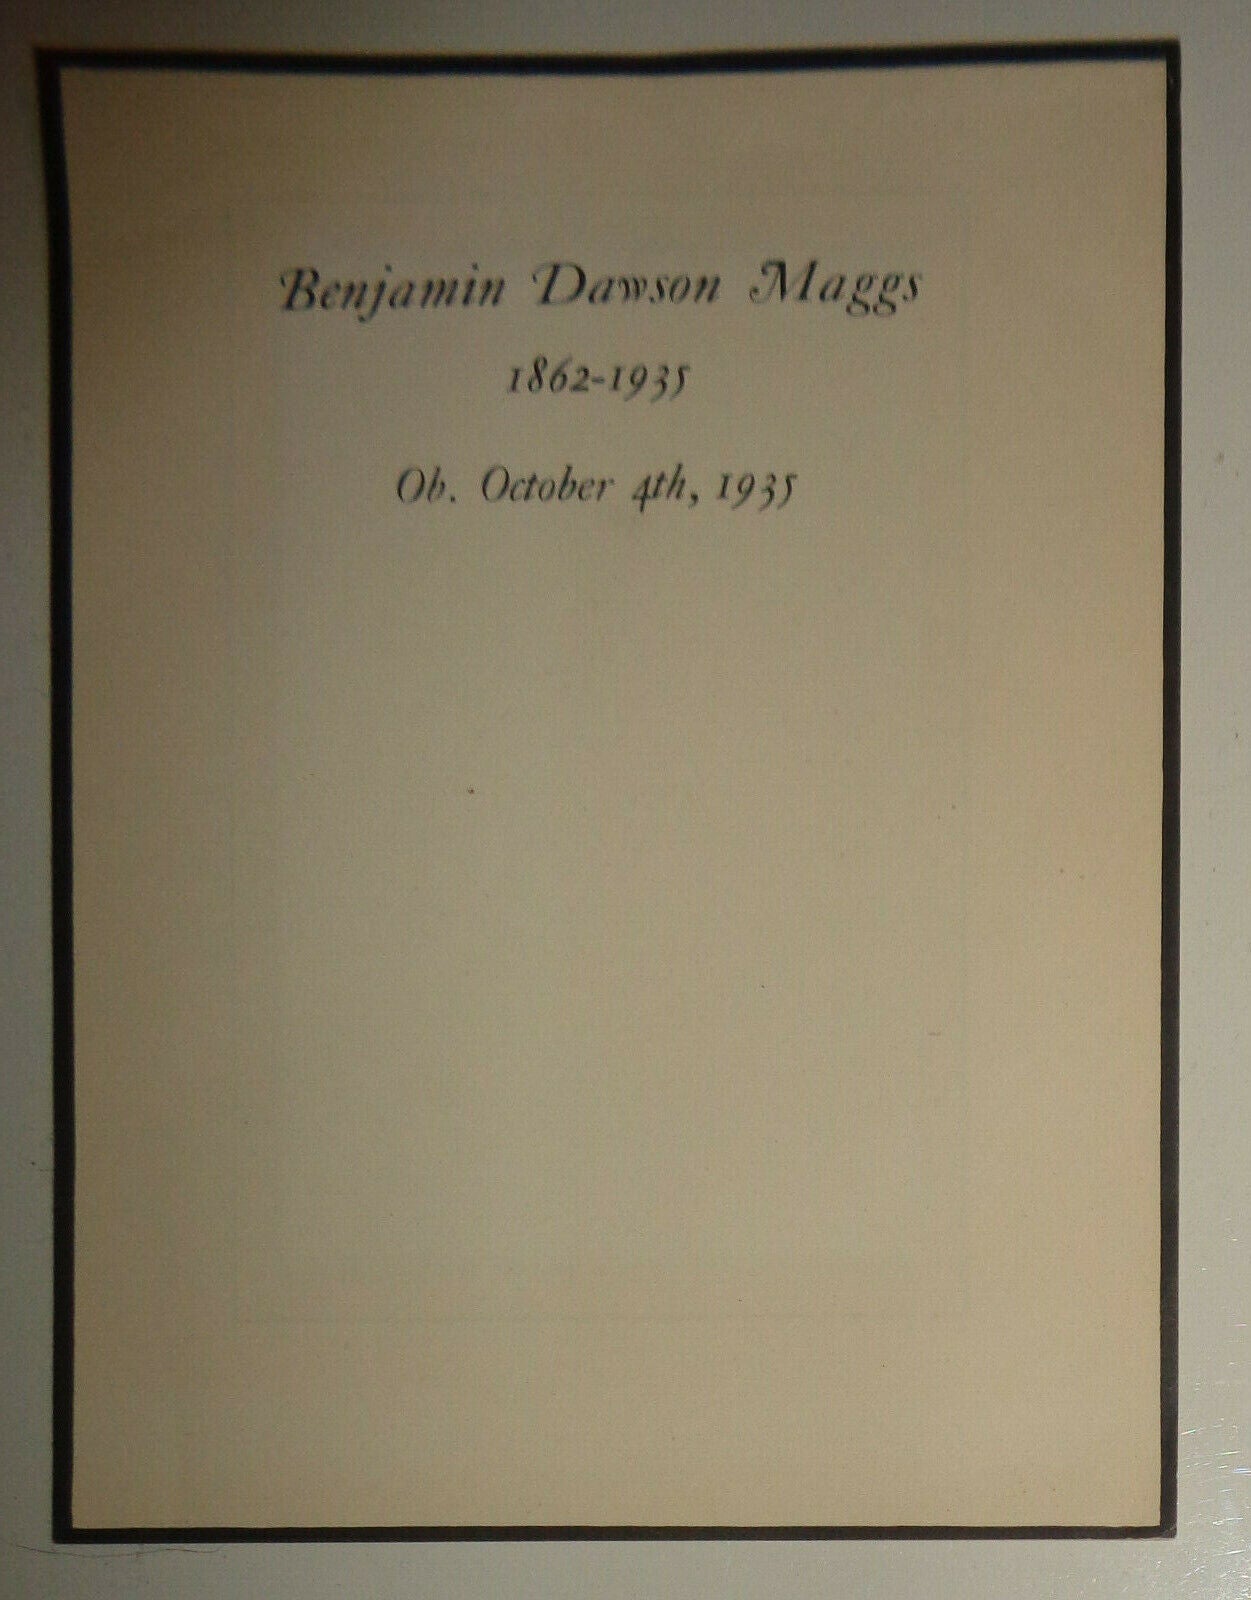 Benjamin Dawson Maggs
1862-1935
Ob. October 4th, 1935